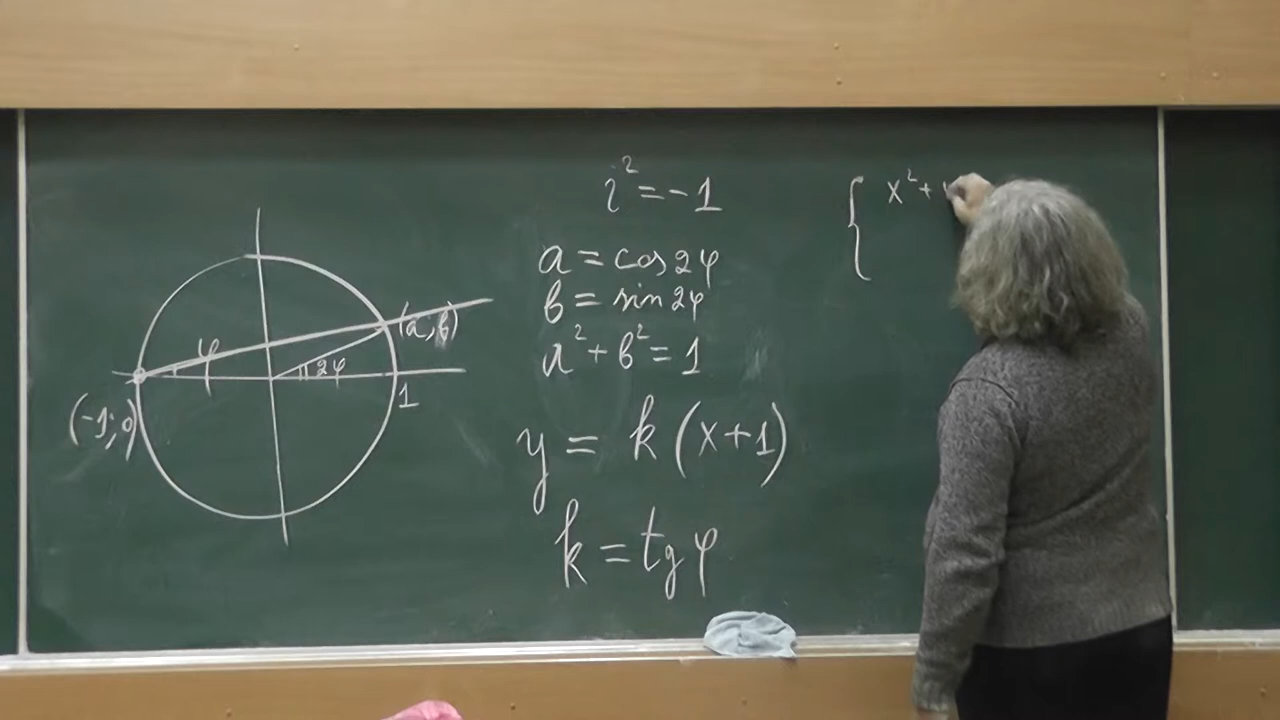 φ
2φ
(a,b)
1
(-1;0)
i² = -1
a = cos 2φ
b = sin 2φ
a² + b² = 1
y = k(x+1)
k = tg φ
{ x² +